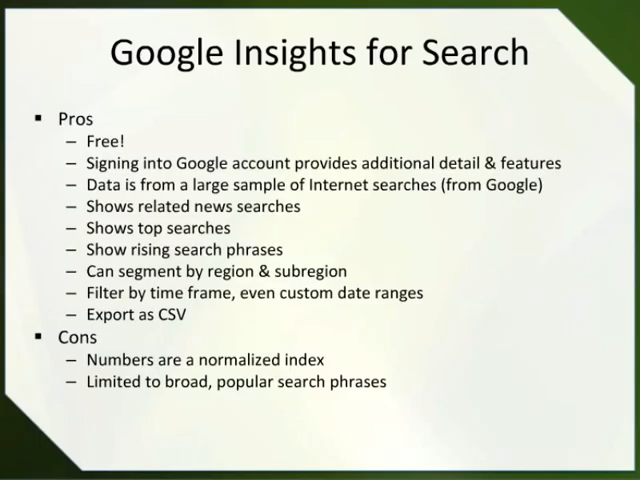 Google Insights for Search
▪ Pros
– Free!
– Signing into Google account provides additional detail & features
– Data is from a large sample of Internet searches (from Google)
– Shows related news searches
– Shows top searches
– Show rising search phrases
– Can segment by region & subregion
– Filter by time frame, even custom date ranges
– Export as CSV
▪ Cons
– Numbers are a normalized index
– Limited to broad, popular search phrases